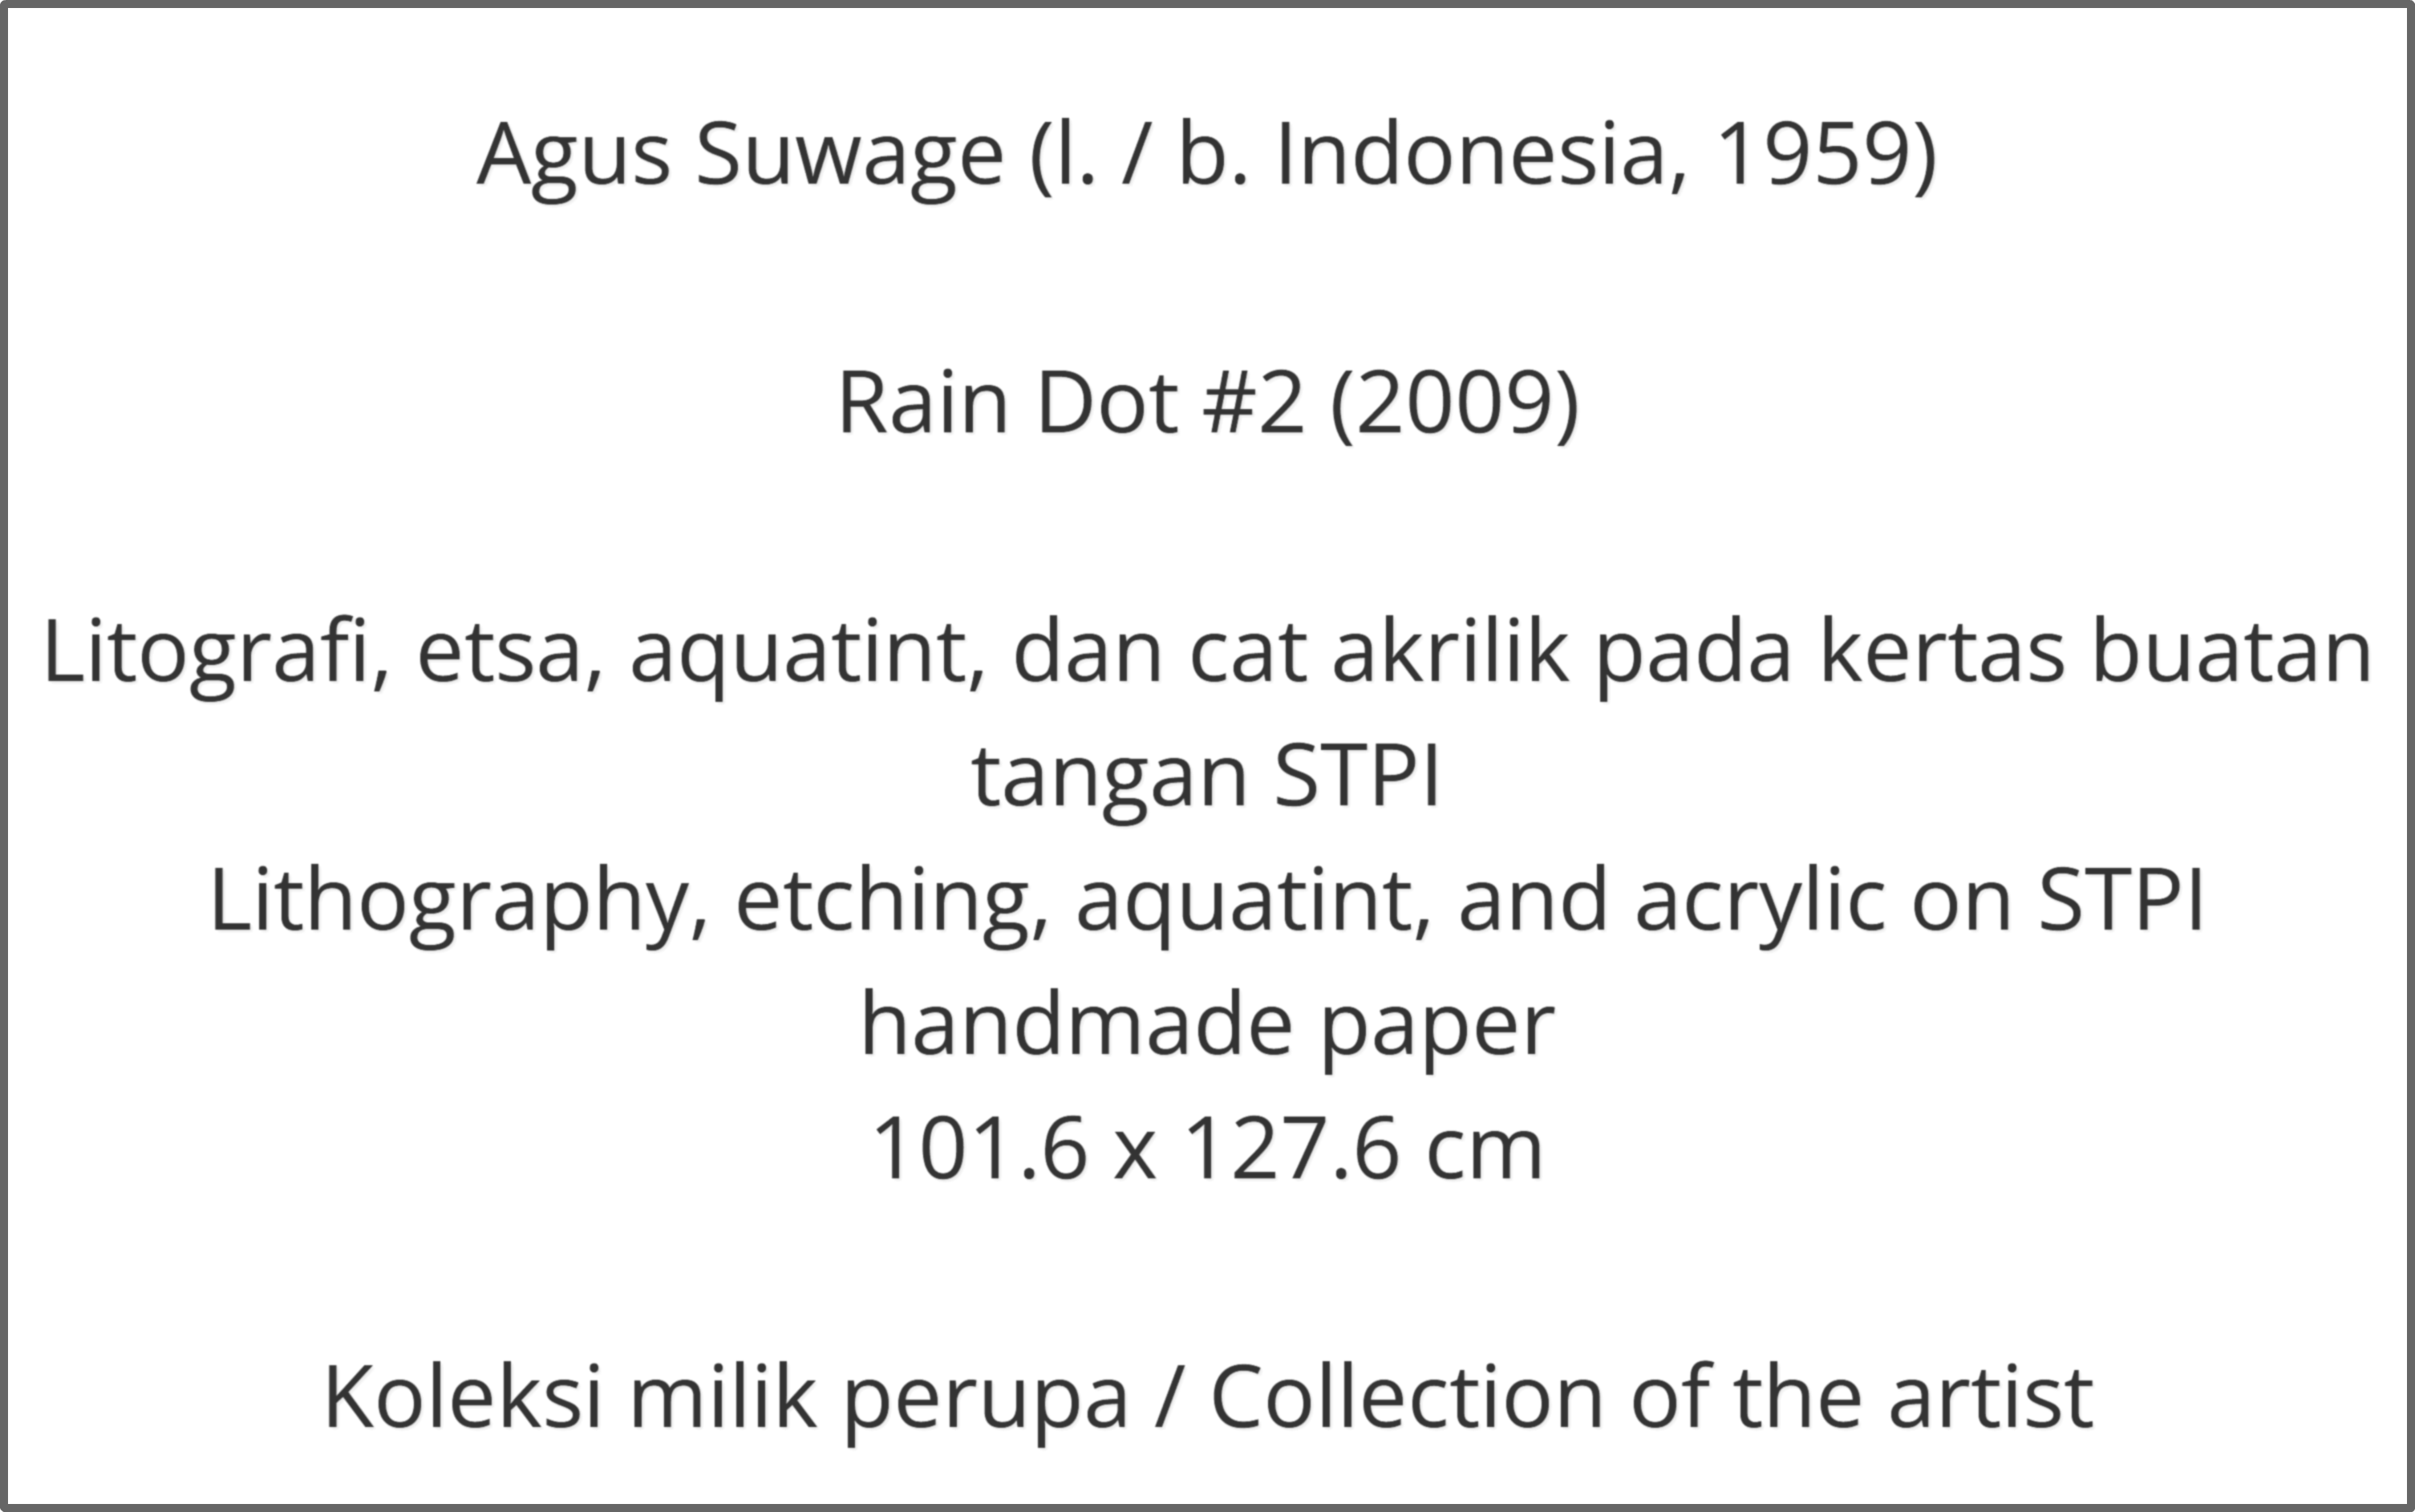 Agus Suwage (l. / b. Indonesia, 1959)
Rain Dot #2 (2009)
Litografi, etsa, aquatint, dan cat akrilik pada kertas buatan
tangan STPI
Lithography, etching, aquatint, and acrylic on STPI
handmade paper
101.6 x 127.6 cm
Koleksi milik perupa / Collection of the artist